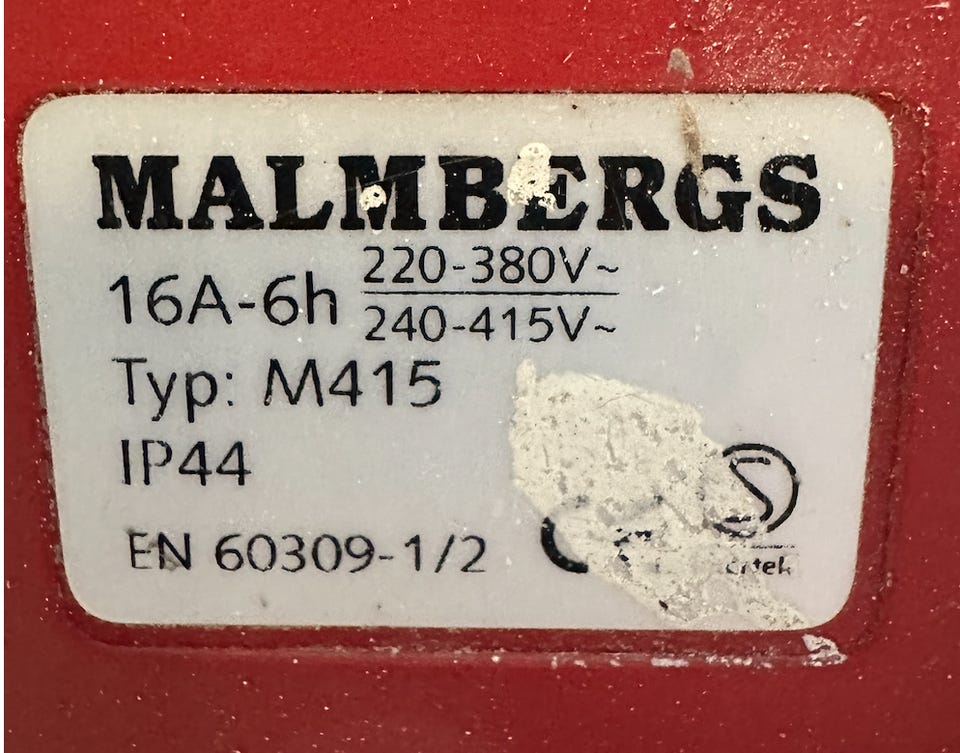 MALMBERGS
16A-6h 220-380V~
240-415V~
Typ: M415
IP44
EN 60309-1/2